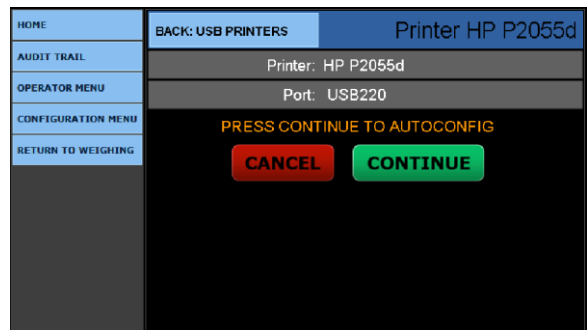 HOME
AUDIT TRAIL
OPERATOR MENU
CONFIGURATION MENU
RETURN TO WEIGHING
BACK: USB PRINTERS
Printer HP P2055d
Printer: HP P2055d
Port: USB220
PRESS CONTINUE TO AUTOCONFIG
CANCEL
CONTINUE